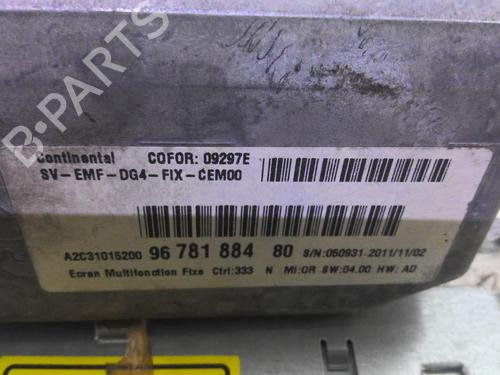 B-PARTS
Continental COFOR: 09297E
SV-EMF-DG4-FIX-CEM00
A2C31015200 96 781 884 80 S/N:050931-2011/11/02
Ecran Multifonction Fixe Ctrl:333 N MI:OR SW:04.00 HW: AD